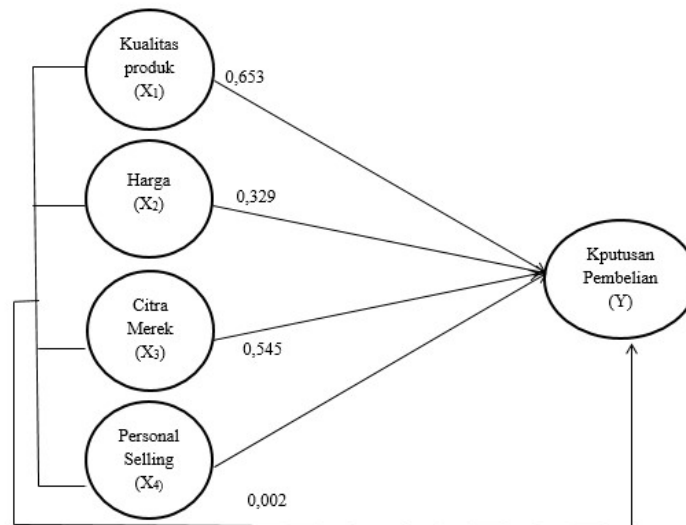 Kualitas
produk
(X1)
0,653
Harga
(X2)
0,329
Kputusan
Pembelian
(Y)
Citra
Merek
(X3)
0,545
Personal
Selling
(X4)
0,002